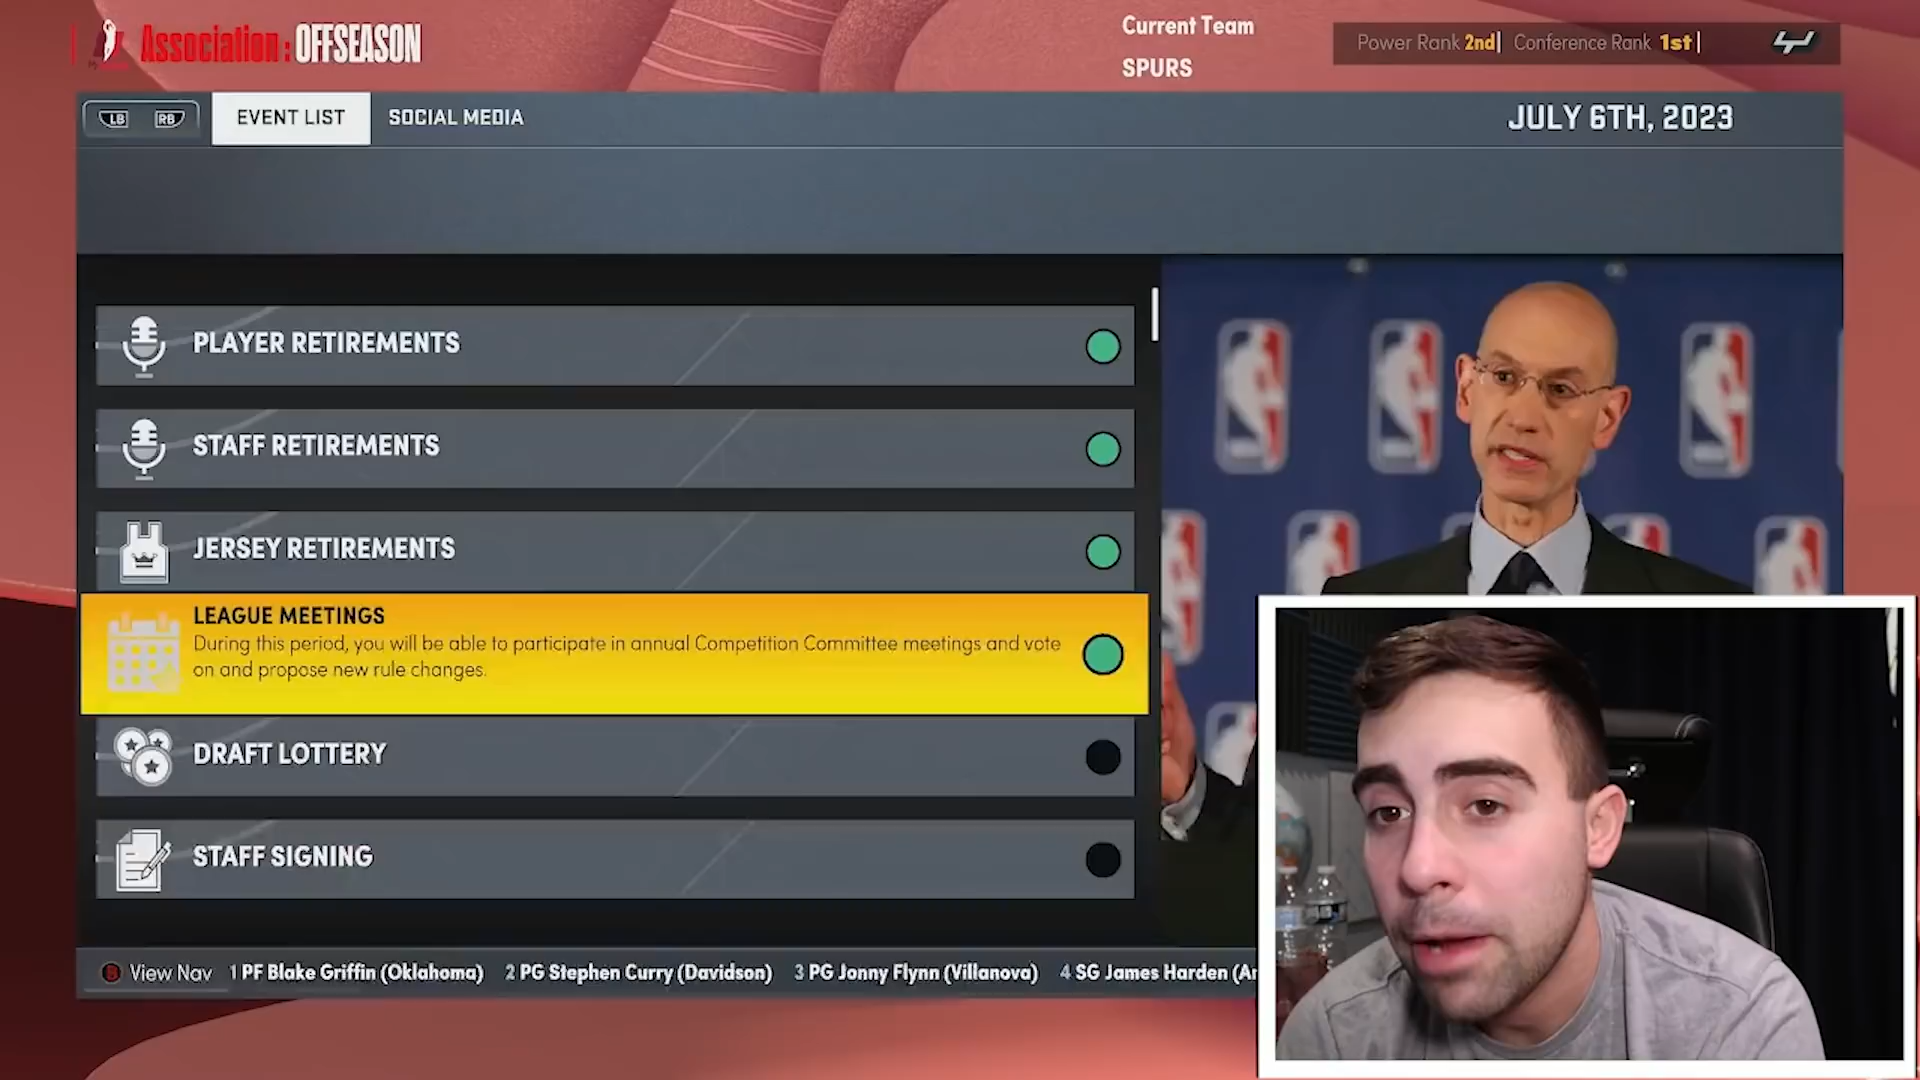 Association: OFFSEASON
Current Team
SPURS
Power Rank 2nd| Conference Rank 1st |
LB RB EVENT LIST SOCIAL MEDIA
JULY 6TH, 2023
PLAYER RETIREMENTS
STAFF RETIREMENTS
JERSEY RETIREMENTS
LEAGUE MEETINGS
During this period, you will be able to participate in annual Competition Committee meetings and vote
on and propose new rule changes.
DRAFT LOTTERY
STAFF SIGNING
B View Nav 1 PF Blake Griffin (Oklahoma) 2 PG Stephen Curry (Davidson) 3 PG Jonny Flynn (Villanova) 4 SG James Harden (Ar